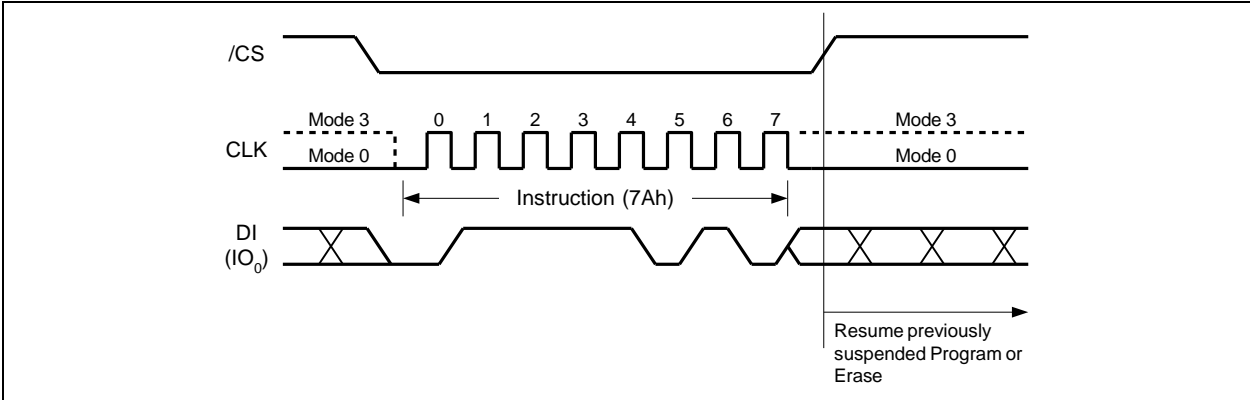 /CS
Mode 3 0 1 2 3 4 5 6 7 Mode 3
CLK
Mode 0 Mode 0
Instruction (7Ah)
DI
(IO0)
Resume previously
suspended Program or
Erase